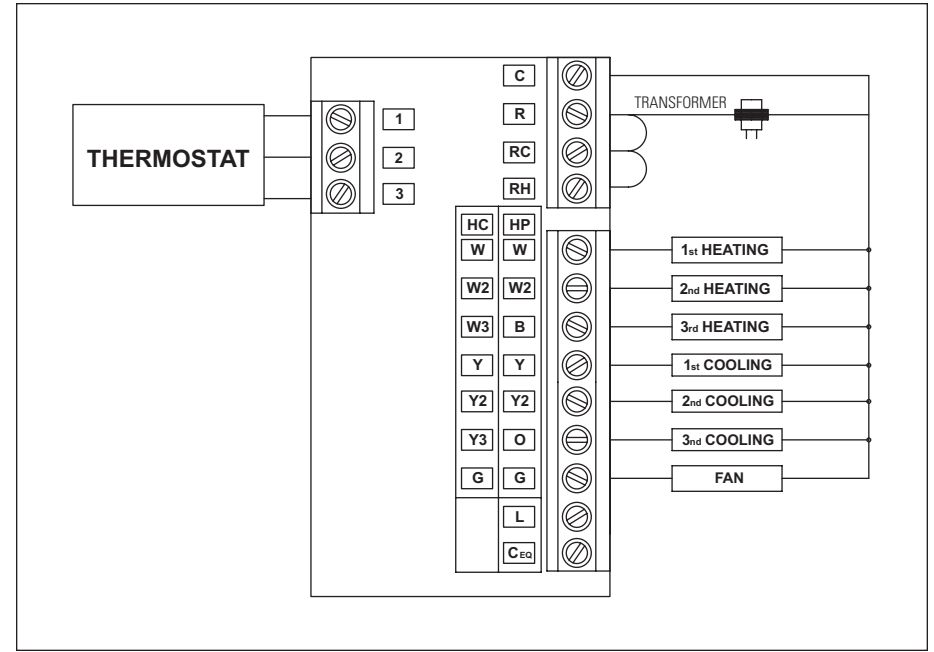 C
TRANSFORMER
R
1
THERMOSTAT
2
RC
3
RH
HC HP
W W 1st HEATING
W2 W2 2nd HEATING
W3 B 3rd HEATING
Y Y 1st COOLING
Y2 Y2 2nd COOLING
Y3 O 3nd COOLING
G G FAN
L
CEQ